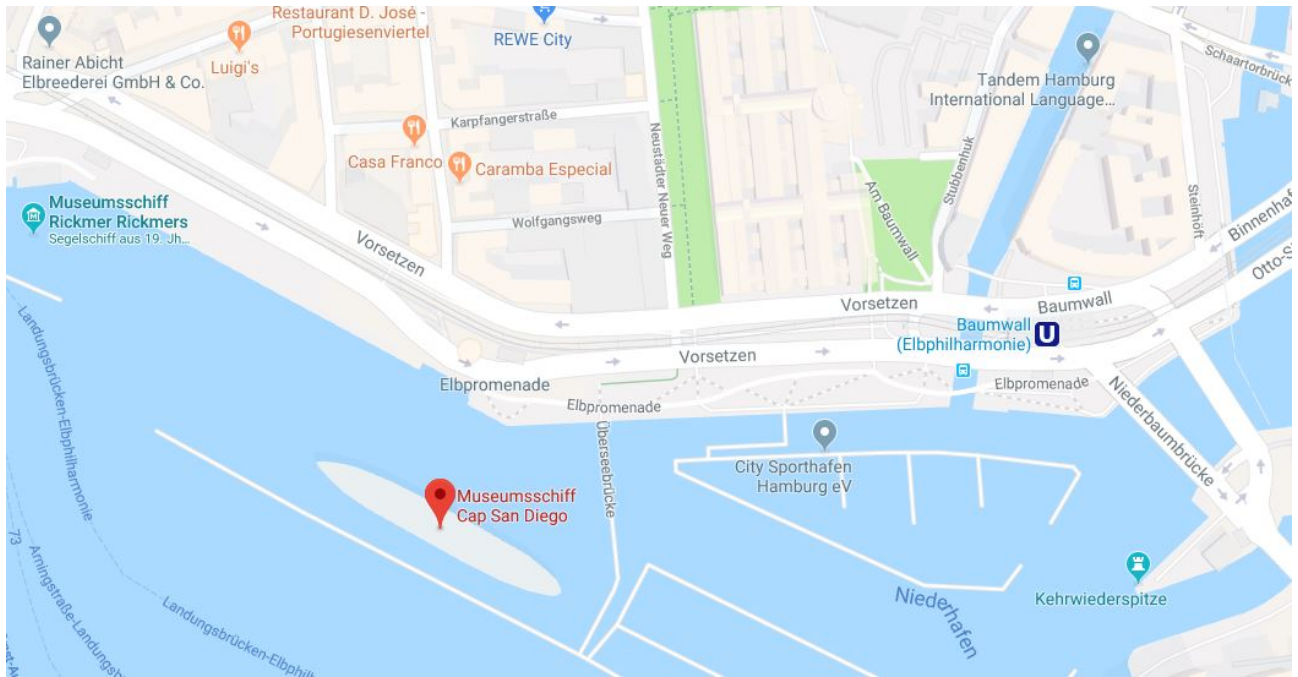 Restaurant D. José -
Portugiesenviertel
REWE City
Rainer Abicht
Elbreederei GmbH & Co.
Luigi's
Tandem Hamburg
International Language...
Schaartorbrück
Karpfangerstraße
Casa Franco
Caramba Especial
Neustädter Neuer Weg
Am Baumwall
Stubbenhuk
Steinhöft
Museumsschiff
Rickmer Rickmers
Segelschiff aus 19. Jh...
Wolfgangsweg
Vorsetzen
Binnenhaf
Otto-Si
Vorsetzen
Baumwall
Baumwall
(Elbphilharmonie)
U
Vorsetzen
Elbpromenade
Elbpromenade
Elbpromenade
Niederbaumbrücke
Landungsbrücken-Elbphilharmonie
Überseebrücke
City Sporthafen
Hamburg eV
Museumsschiff
Cap San Diego
73
Arningstraße-Landungsb
Landungsbrücken-Elbphilh
Niederhafen
Kehrwiederspitze